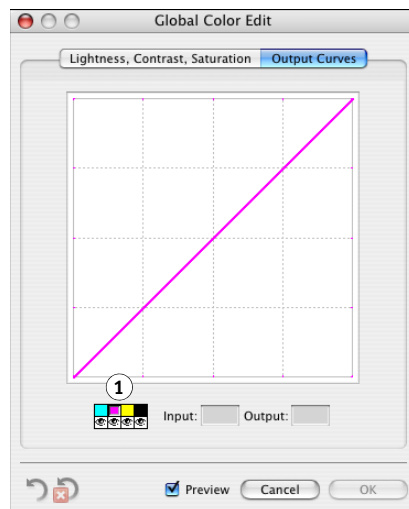 Global Color Edit
Lightness, Contrast, Saturation Output Curves
1
Input: Output:
Preview Cancel OK